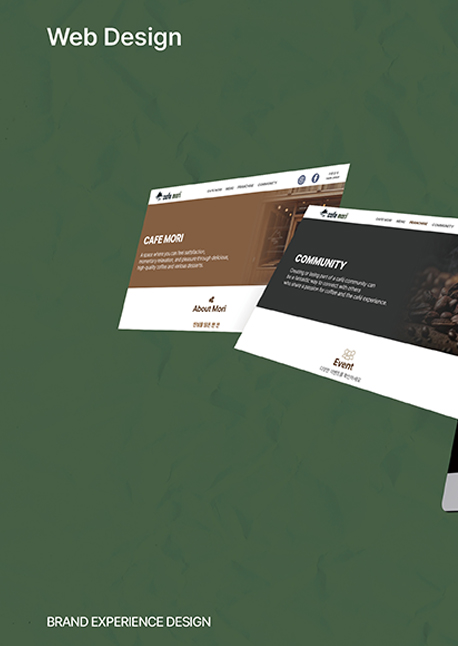 Web Design
cafe mori
CAFE MORI MENU FRANCHISE COMMUNITY
CAFE MORI
A space where you can feel satisfaction,
momentary relaxation, and pleasure through delicious,
high-quality coffee and various desserts.
About Mori
cafe mori
CAFE MORI MENU FRANCHISE COMMUNITY
COMMUNITY
Creating or being part of a café community can
be a fantastic way to connect with others
who share a passion for coffee and the café experience.
Event
BRAND EXPERIENCE DESIGN